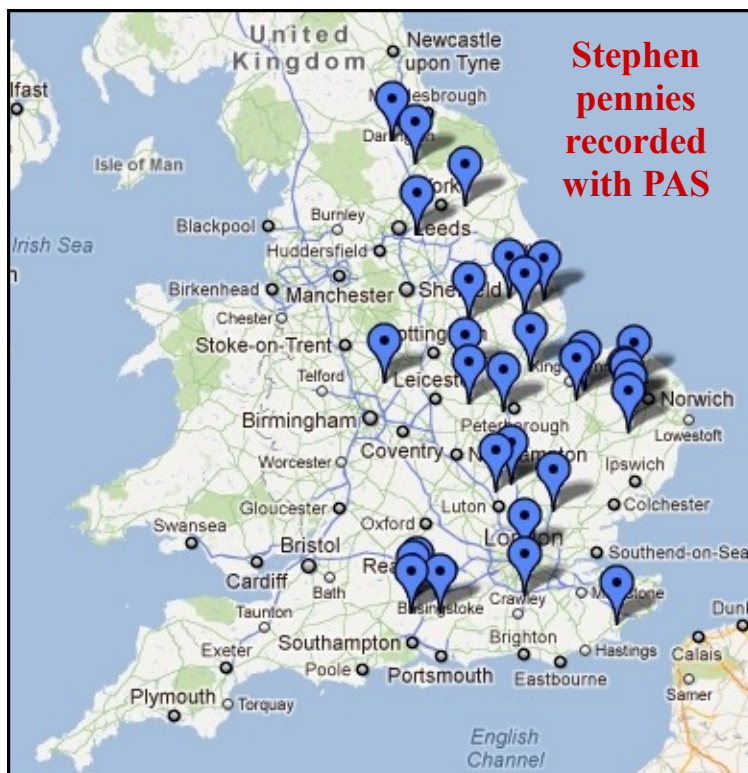 United
Kingdom
Newcastle
upon Tyne
Stephen
pennies
recorded
with PAS
Isle of Man
Irish Sea
Blackpool
Burnley
Leeds
Huddersfield
Birkenhead
Manchester
Chester
Stoke-on-Trent
Telford
Birmingham
Peterborough
Norwich
Lowestoft
Coventry
Worcester
Ipswich
Gloucester
Luton
Colchester
Oxford
Swansea
London
Cardiff
Bristol
Bath
Southend-on-Sea
Basingstoke
Crawley
Taunton
Southampton
Brighton
Hastings
Exeter
Poole
Portsmouth
Eastbourne
Calais
Plymouth
Torquay
Samer
English
Channel